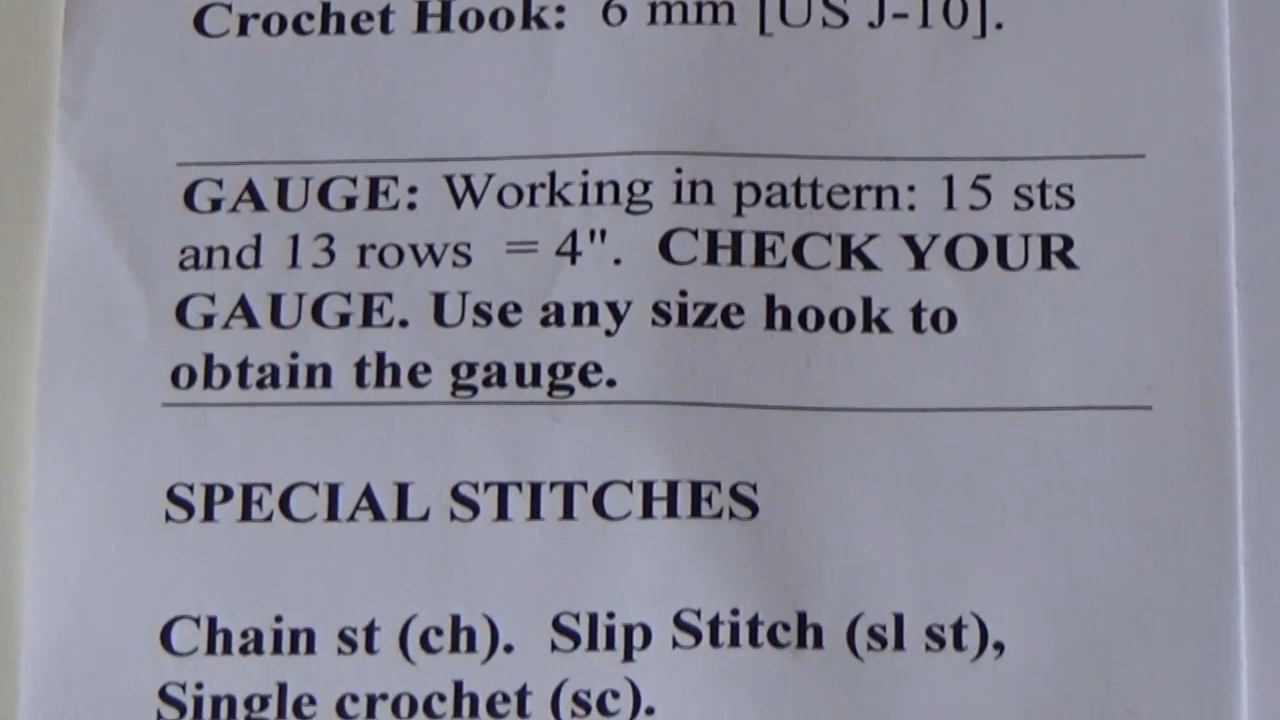 Crochet Hook: 6 mm [US J-10].
GAUGE: Working in pattern: 15 sts
and 13 rows = 4". CHECK YOUR
GAUGE. Use any size hook to
obtain the gauge.
SPECIAL STITCHES
Chain st (ch). Slip Stitch (sl st),
Single crochet (sc).